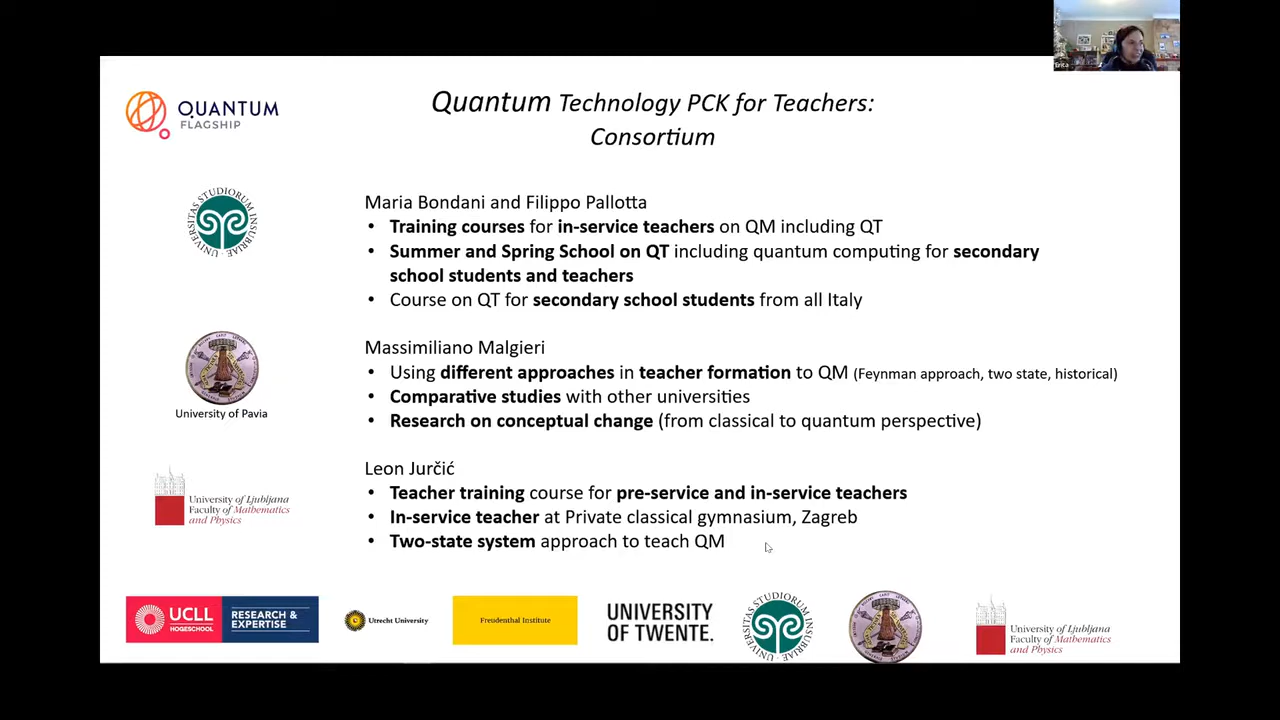 Erica
QUANTUM
FLAGSHIP
Quantum Technology PCK for Teachers:
Consortium
UNIVERSITAS STUDIORUM INSUBRIAE
Maria Bondani and Filippo Pallotta
• Training courses for in-service teachers on QM including QT
• Summer and Spring School on QT including quantum computing for secondary
school students and teachers
• Course on QT for secondary school students from all Italy
University of Pavia
Massimiliano Malgieri
• Using different approaches in teacher formation to QM (Feynman approach, two state, historical)
• Comparative studies with other universities
• Research on conceptual change (from classical to quantum perspective)
University of Ljubljana
Faculty of Mathematics
and Physics
Leon Jurčić
• Teacher training course for pre-service and in-service teachers
• In-service teacher at Private classical gymnasium, Zagreb
• Two-state system approach to teach QM
UCLL
HOGESCHOOL
RESEARCH &
EXPERTISE
Utrecht University
Freudenthal Institute
UNIVERSITY
OF TWENTE.
UNIVERSITAS STUDIORUM INSUBRIAE
University of Ljubljana
Faculty of Mathematics
and Physics